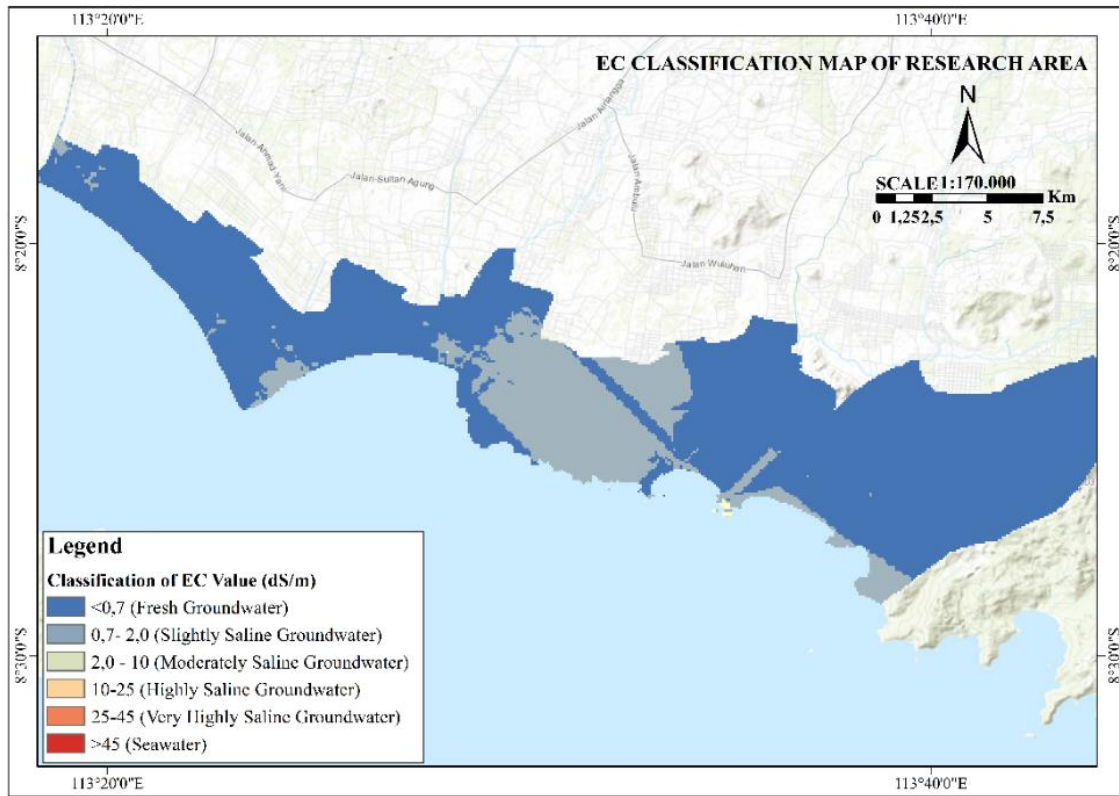 113°20'0"E
113°40'0"E
EC CLASSIFICATION MAP OF RESEARCH AREA
N
SCALE 1:170.000
Km
0 1,25 2,5 5 7,5
Jalan Airlangga
Jalan Ahmad Yani
Jalan Sultan Agung
Jalan Ambulu
Jalan Wuluhan
8°20'0"S
8°20'0"S
Legend
Classification of EC Value (dS/m)
<0,7 (Fresh Groundwater)
0,7- 2,0 (Slightly Saline Groundwater)
2,0 - 10 (Moderately Saline Groundwater)
10-25 (Highly Saline Groundwater)
25-45 (Very Highly Saline Groundwater)
>45 (Seawater)
8°30'0"S
8°30'0"S
113°20'0"E
113°40'0"E